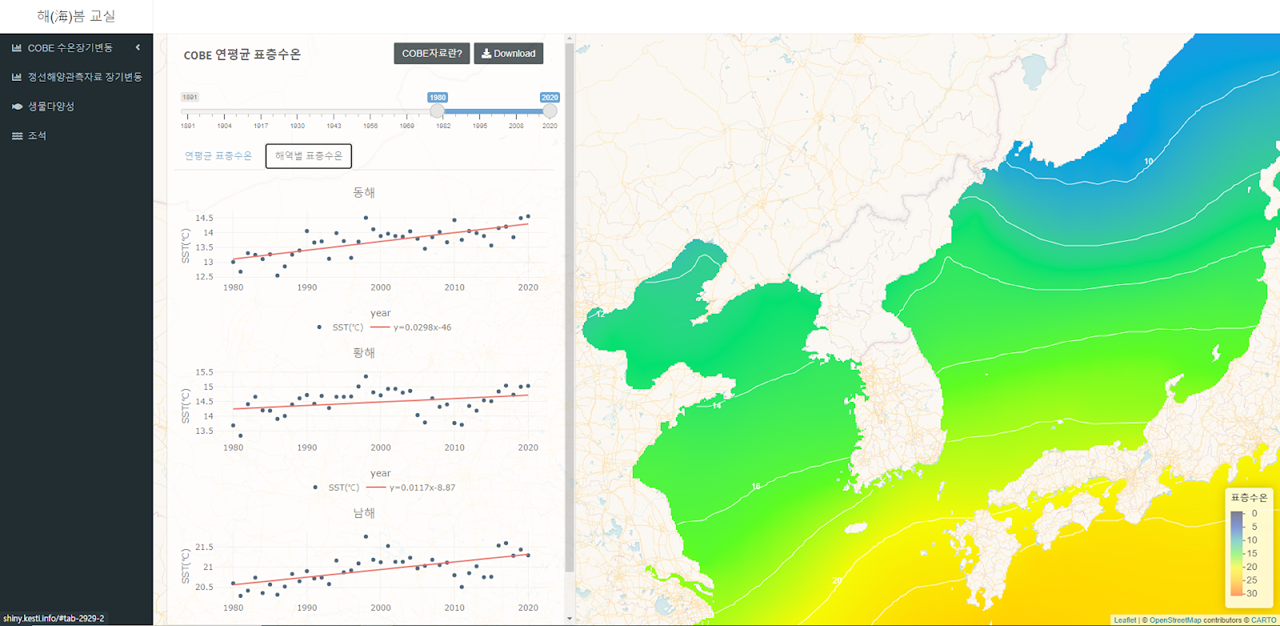 해(海)봄 교실
COBE 수온장기변동
정선해양관측자료 장기변동
생물다양성
조석
COBE 연평균 표층수온
COBE자료란?
Download
1891
1980
2020
1891 1904 1917 1930 1943 1956 1969 1982 1995 2008 2020
연평균 표층수온
해역별 표층수온
동해
SST(℃)
14.5
14
13.5
13
12.5
1980 1990 2000 2010 2020
year
SST(℃) y=0.0298x-46
황해
SST(℃)
15.5
15
14.5
14
13.5
1980 1990 2000 2010 2020
year
SST(℃) y=0.0117x-8.87
남해
SST(℃)
21.5
21
20.5
1980 1990 2000 2010 2020
10
12
14
16
20
표층수온
0
5
10
15
20
25
30
Leaflet | © OpenStreetMap contributors © CARTO
shiny.kesti.info/#tab-2929-2